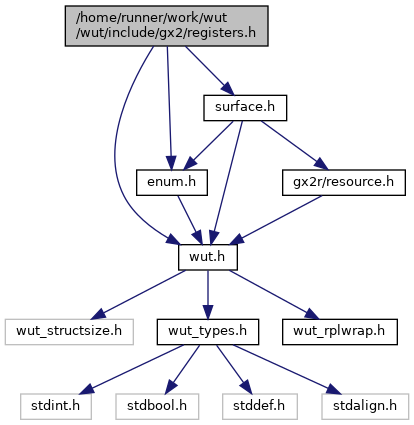 /home/runner/work/wut
/wut/include/gx2/registers.h
surface.h
enum.h
gx2r/resource.h
wut.h
wut_structsize.h
wut_types.h
wut_rplwrap.h
stdint.h
stdbool.h
stddef.h
stdalign.h